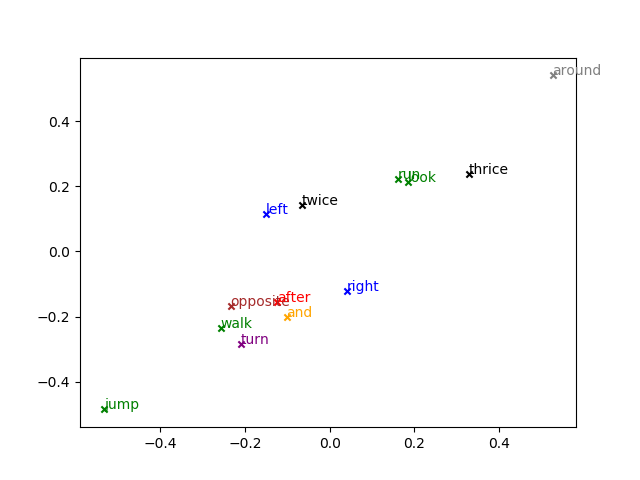 around
0.4
thrice
run
look
0.2
twice
left
0.0
right
after
opposite
and
−0.2
walk
turn
−0.4
jump
−0.4
−0.2
0.0
0.2
0.4